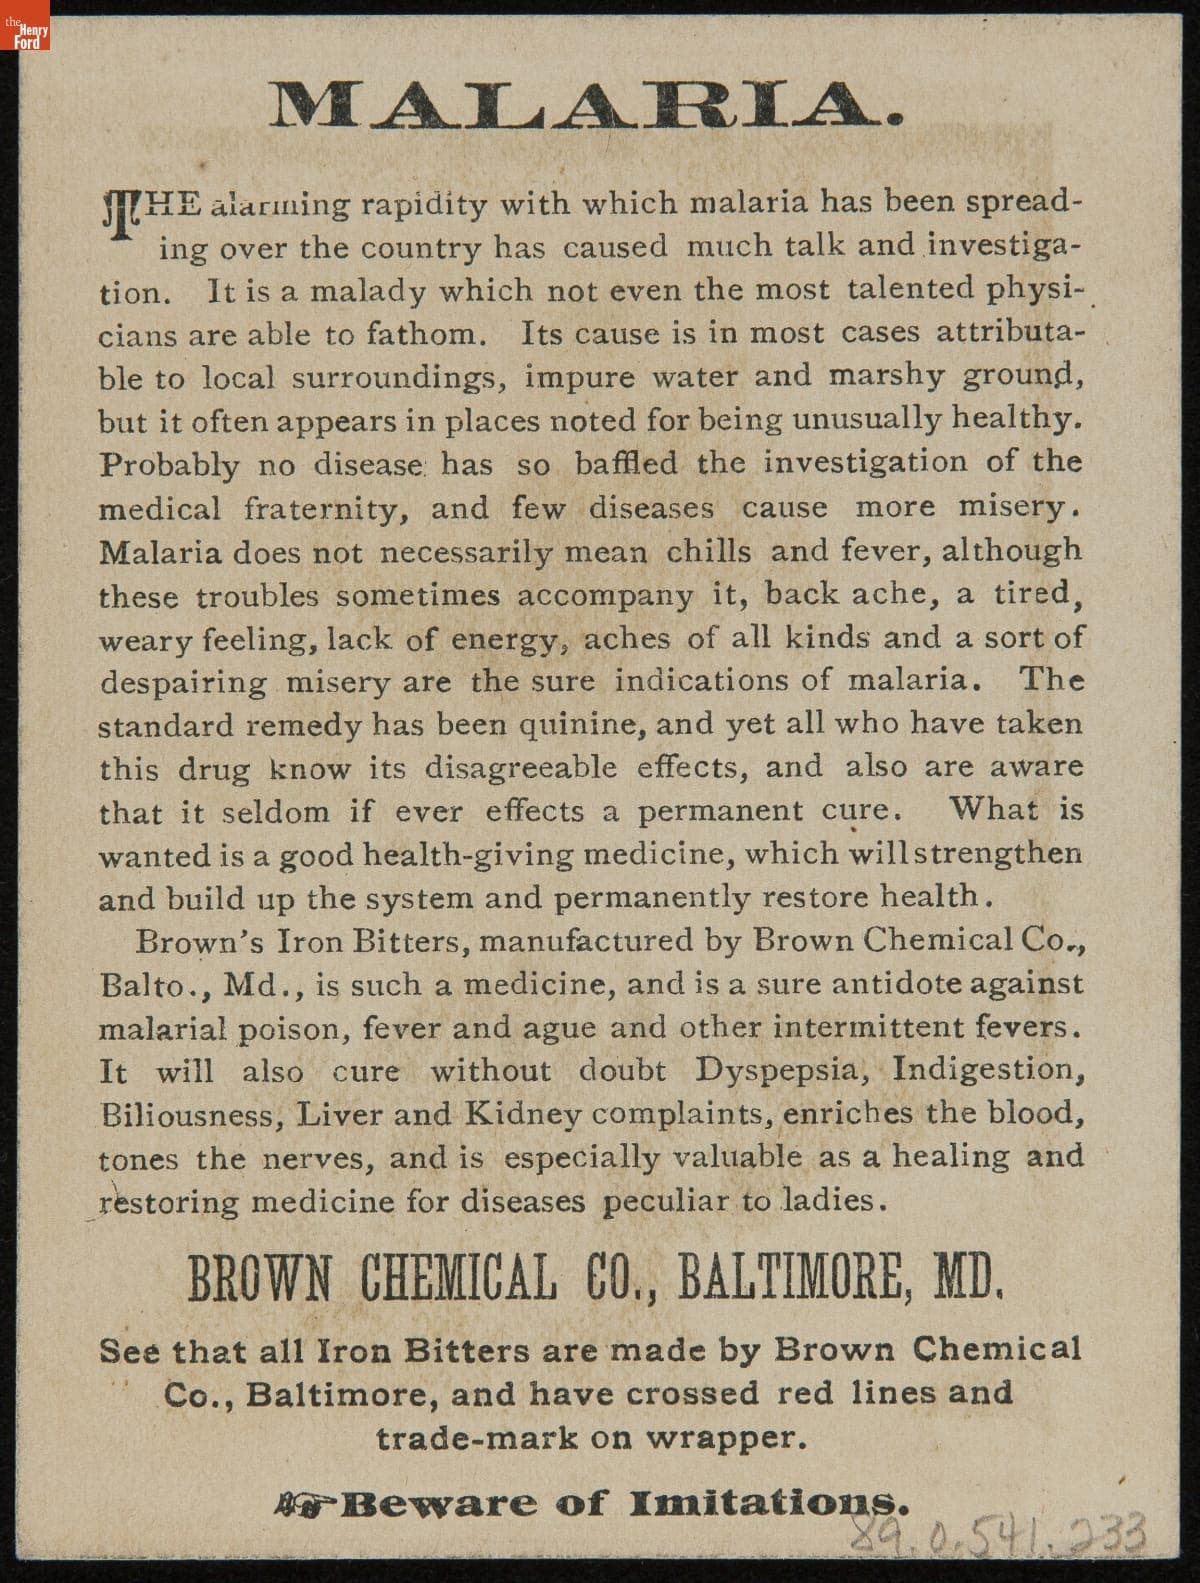 the
Henry
Ford
MALARIA.
THE alarming rapidity with which malaria has been spread-
ing over the country has caused much talk and investiga-
tion. It is a malady which not even the most talented physi-
cians are able to fathom. Its cause is in most cases attributa-
ble to local surroundings, impure water and marshy ground,
but it often appears in places noted for being unusually healthy.
Probably no disease has so baffled the investigation of the
medical fraternity, and few diseases cause more misery.
Malaria does not necessarily mean chills and fever, although
these troubles sometimes accompany it, back ache, a tired,
weary feeling, lack of energy, aches of all kinds and a sort of
despairing misery are the sure indications of malaria. The
standard remedy has been quinine, and yet all who have taken
this drug know its disagreeable effects, and also are aware
that it seldom if ever effects a permanent cure. What is
wanted is a good health-giving medicine, which will strengthen
and build up the system and permanently restore health.
Brown's Iron Bitters, manufactured by Brown Chemical Co.,
Balto., Md., is such a medicine, and is a sure antidote against
malarial poison, fever and ague and other intermittent fevers.
It will also cure without doubt Dyspepsia, Indigestion,
Biliousness, Liver and Kidney complaints, enriches the blood,
tones the nerves, and is especially valuable as a healing and
restoring medicine for diseases peculiar to ladies.
BROWN CHEMICAL CO., BALTIMORE, MD.
See that all Iron Bitters are made by Brown Chemical
Co., Baltimore, and have crossed red lines and
trade-mark on wrapper.
☞Beware of Imitations.
89.0.541.233